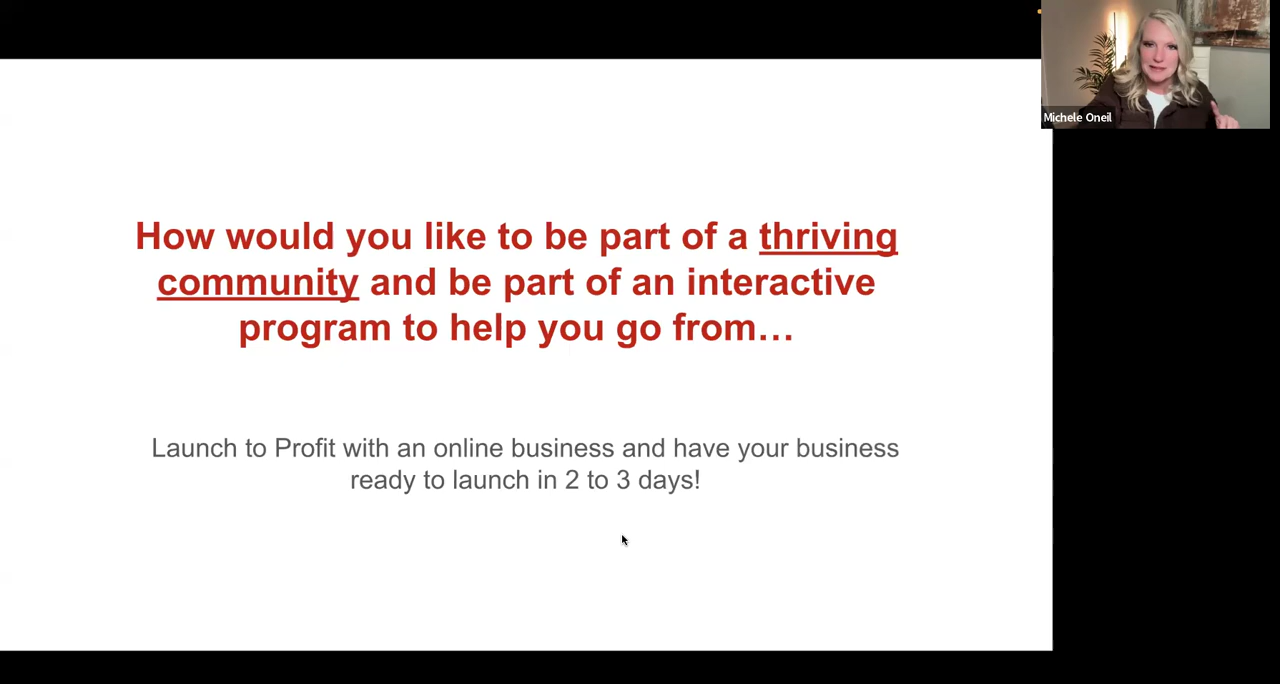 Michele Oneil
How would you like to be part of a thriving
community and be part of an interactive
program to help you go from…
Launch to Profit with an online business and have your business
ready to launch in 2 to 3 days!